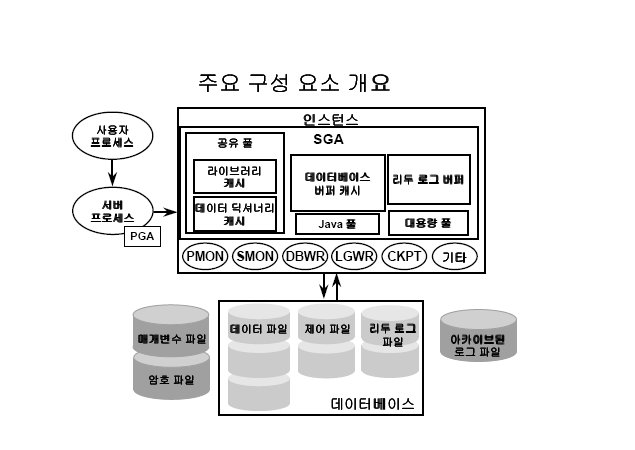 주요 구성 요소 개요
인스턴스
사용자
프로세스
서버
프로세스
PGA
SGA
공유 풀
라이브러리
캐시
데이터 딕셔너리
캐시
데이터베이스
버퍼 캐시
리두 로그 버퍼
Java 풀
대용량 풀
PMON
SMON
DBWR
LGWR
CKPT
기타
매개변수 파일
암호 파일
데이터 파일
제어 파일
리두 로그
파일
데이터베이스
아카이브된
로그 파일